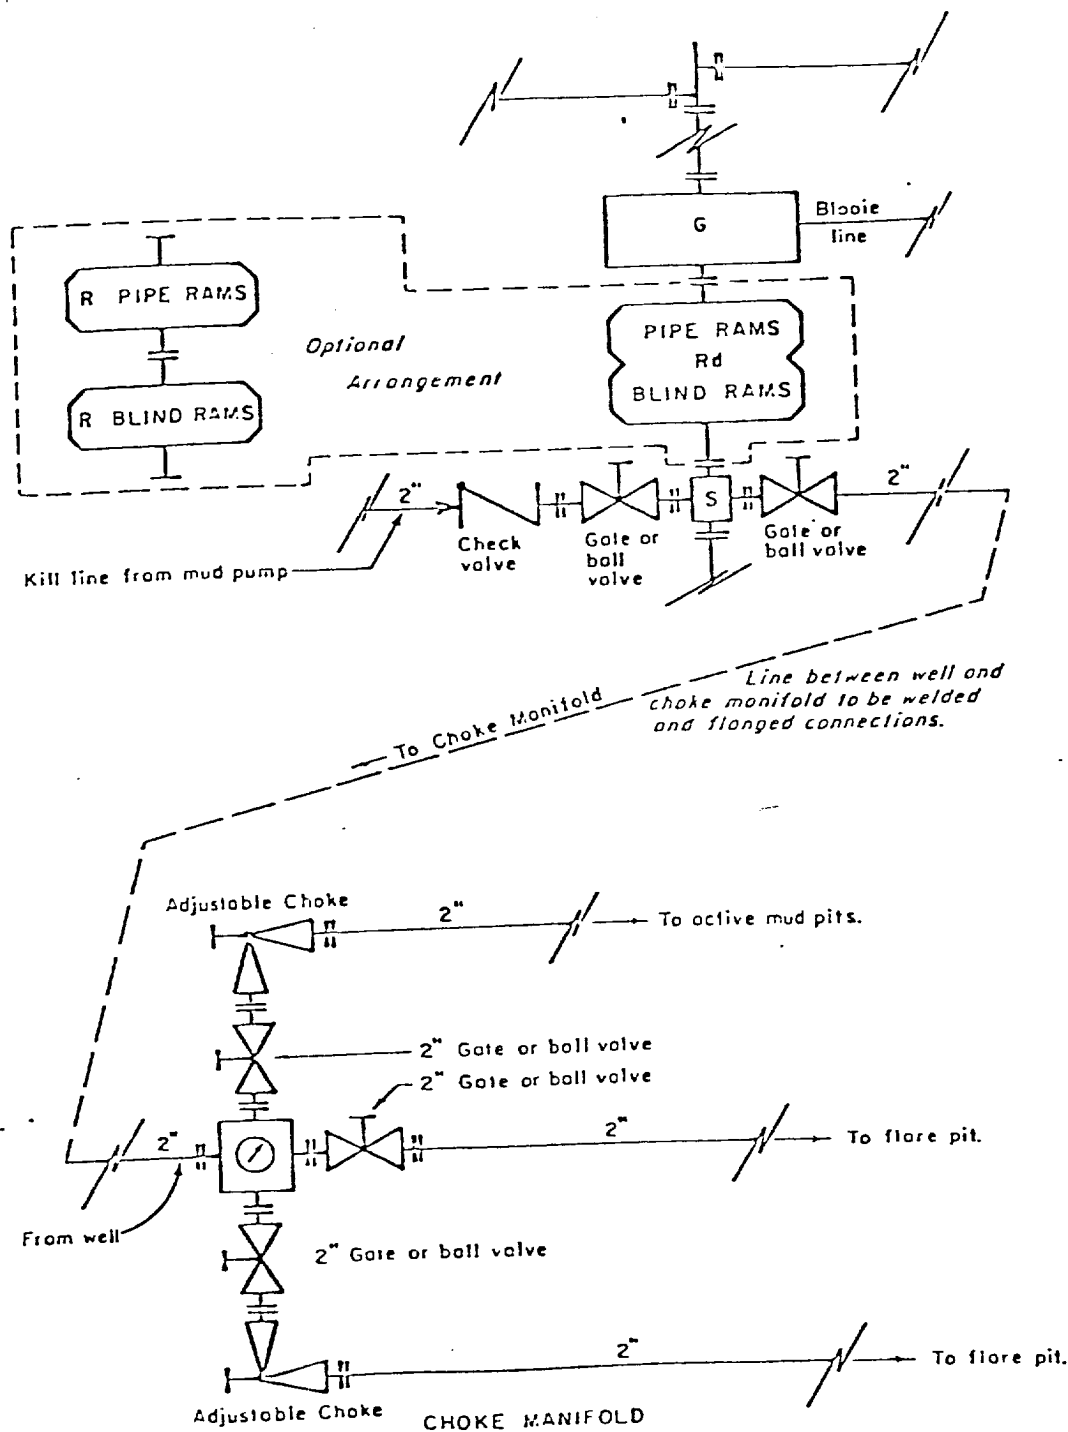 G
Blooie
line
R PIPE RAMS
R BLIND RAMS
Optional
Arrangement
PIPE RAMS
Rd
BLIND RAMS
2"
S
2"
Check
valve
Gate or
ball
valve
Gate or
ball valve
Kill line from mud pump
Line between well and
choke manifold to be welded
and flanged connections.
To Choke Manifold
Adjustable Choke
2"
To active mud pits.
2" Gate or ball valve
2" Gate or ball valve
2"
2"
To flare pit.
From well
2" Gate or ball valve
2"
To flare pit.
Adjustable Choke
CHOKE MANIFOLD